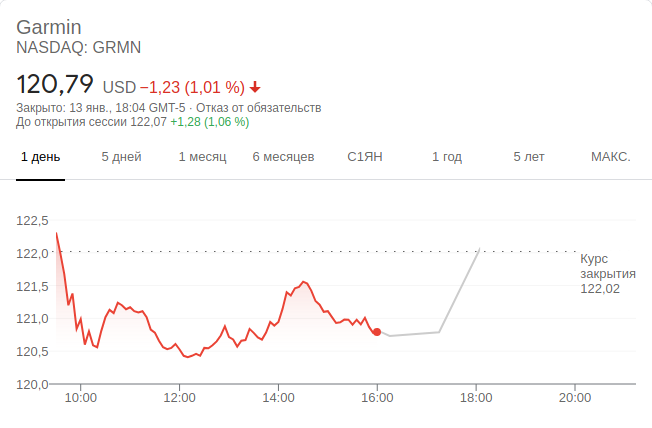 Garmin
NASDAQ: GRMN
120,79 USD −1,23 (1,01 %)
Закрыто: 13 янв., 18:04 GMT-5 · Отказ от обязательств
До открытия сессии 122,07 +1,28 (1,06 %)
1 день 5 дней 1 месяц 6 месяцев С1ЯН 1 год 5 лет МАКС.
122,5
122,0
Курс
закрытия
122,02
121,5
121,0
120,5
120,0
10:00 12:00 14:00 16:00 18:00 20:00